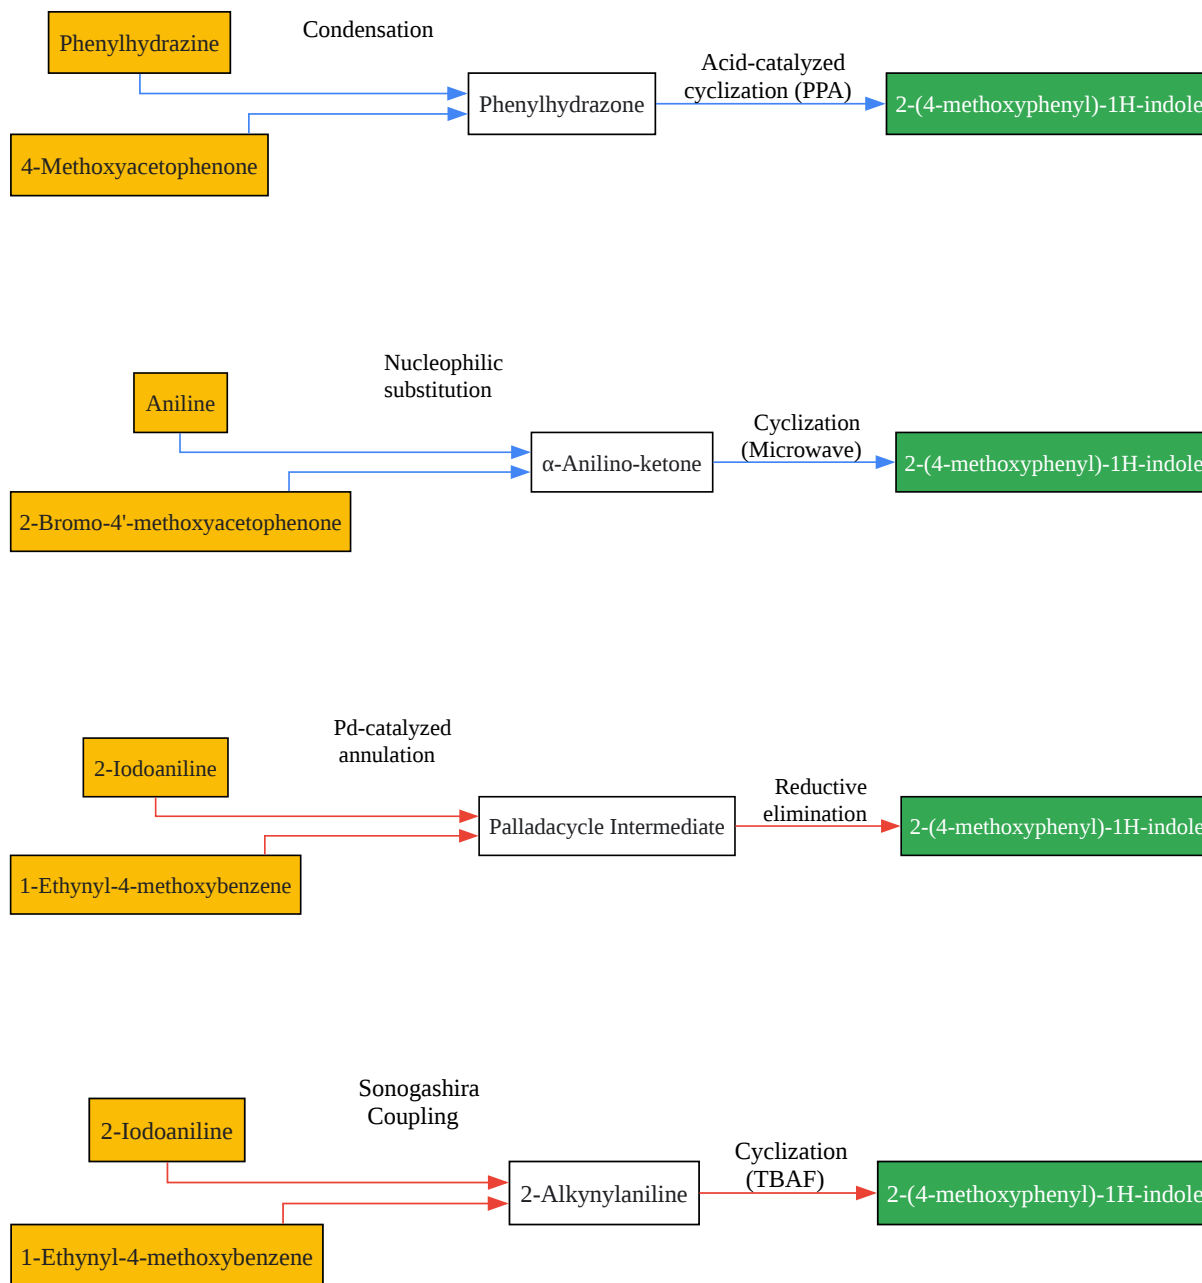 Phenylhydrazine
Condensation
4-Methoxyacetophenone
Phenylhydrazone
Acid-catalyzed
cyclization (PPA)
2-(4-methoxyphenyl)-1H-indole
Aniline
Nucleophilic
substitution
2-Bromo-4'-methoxyacetophenone
α-Anilino-ketone
Cyclization
(Microwave)
2-(4-methoxyphenyl)-1H-indole
2-Iodoaniline
Pd-catalyzed
annulation
1-Ethynyl-4-methoxybenzene
Palladacycle Intermediate
Reductive
elimination
2-(4-methoxyphenyl)-1H-indole
2-Iodoaniline
Sonogashira
Coupling
1-Ethynyl-4-methoxybenzene
2-Alkynylaniline
Cyclization
(TBAF)
2-(4-methoxyphenyl)-1H-indole